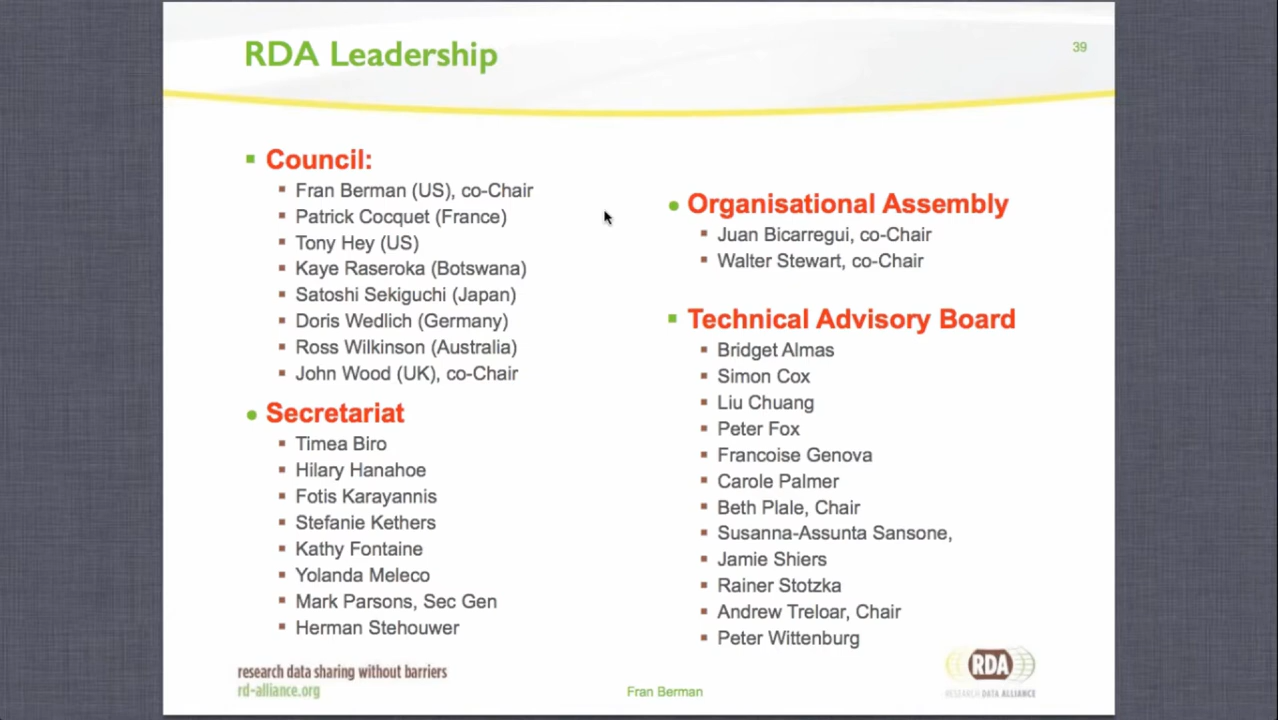 RDA Leadership
39
Council:
Fran Berman (US), co-Chair
Patrick Cocquet (France)
Tony Hey (US)
Kaye Raseroka (Botswana)
Satoshi Sekiguchi (Japan)
Doris Wedlich (Germany)
Ross Wilkinson (Australia)
John Wood (UK), co-Chair
Secretariat
Timea Biro
Hilary Hanahoe
Fotis Karayannis
Stefanie Kethers
Kathy Fontaine
Yolanda Meleco
Mark Parsons, Sec Gen
Herman Stehouwer
Organisational Assembly
Juan Bicarregui, co-Chair
Walter Stewart, co-Chair
Technical Advisory Board
Bridget Almas
Simon Cox
Liu Chuang
Peter Fox
Francoise Genova
Carole Palmer
Beth Plale, Chair
Susanna-Assunta Sansone,
Jamie Shiers
Rainer Stotzka
Andrew Treloar, Chair
Peter Wittenburg
research data sharing without barriers
rd-alliance.org
Fran Berman
RDA
RESEARCH DATA ALLIANCE